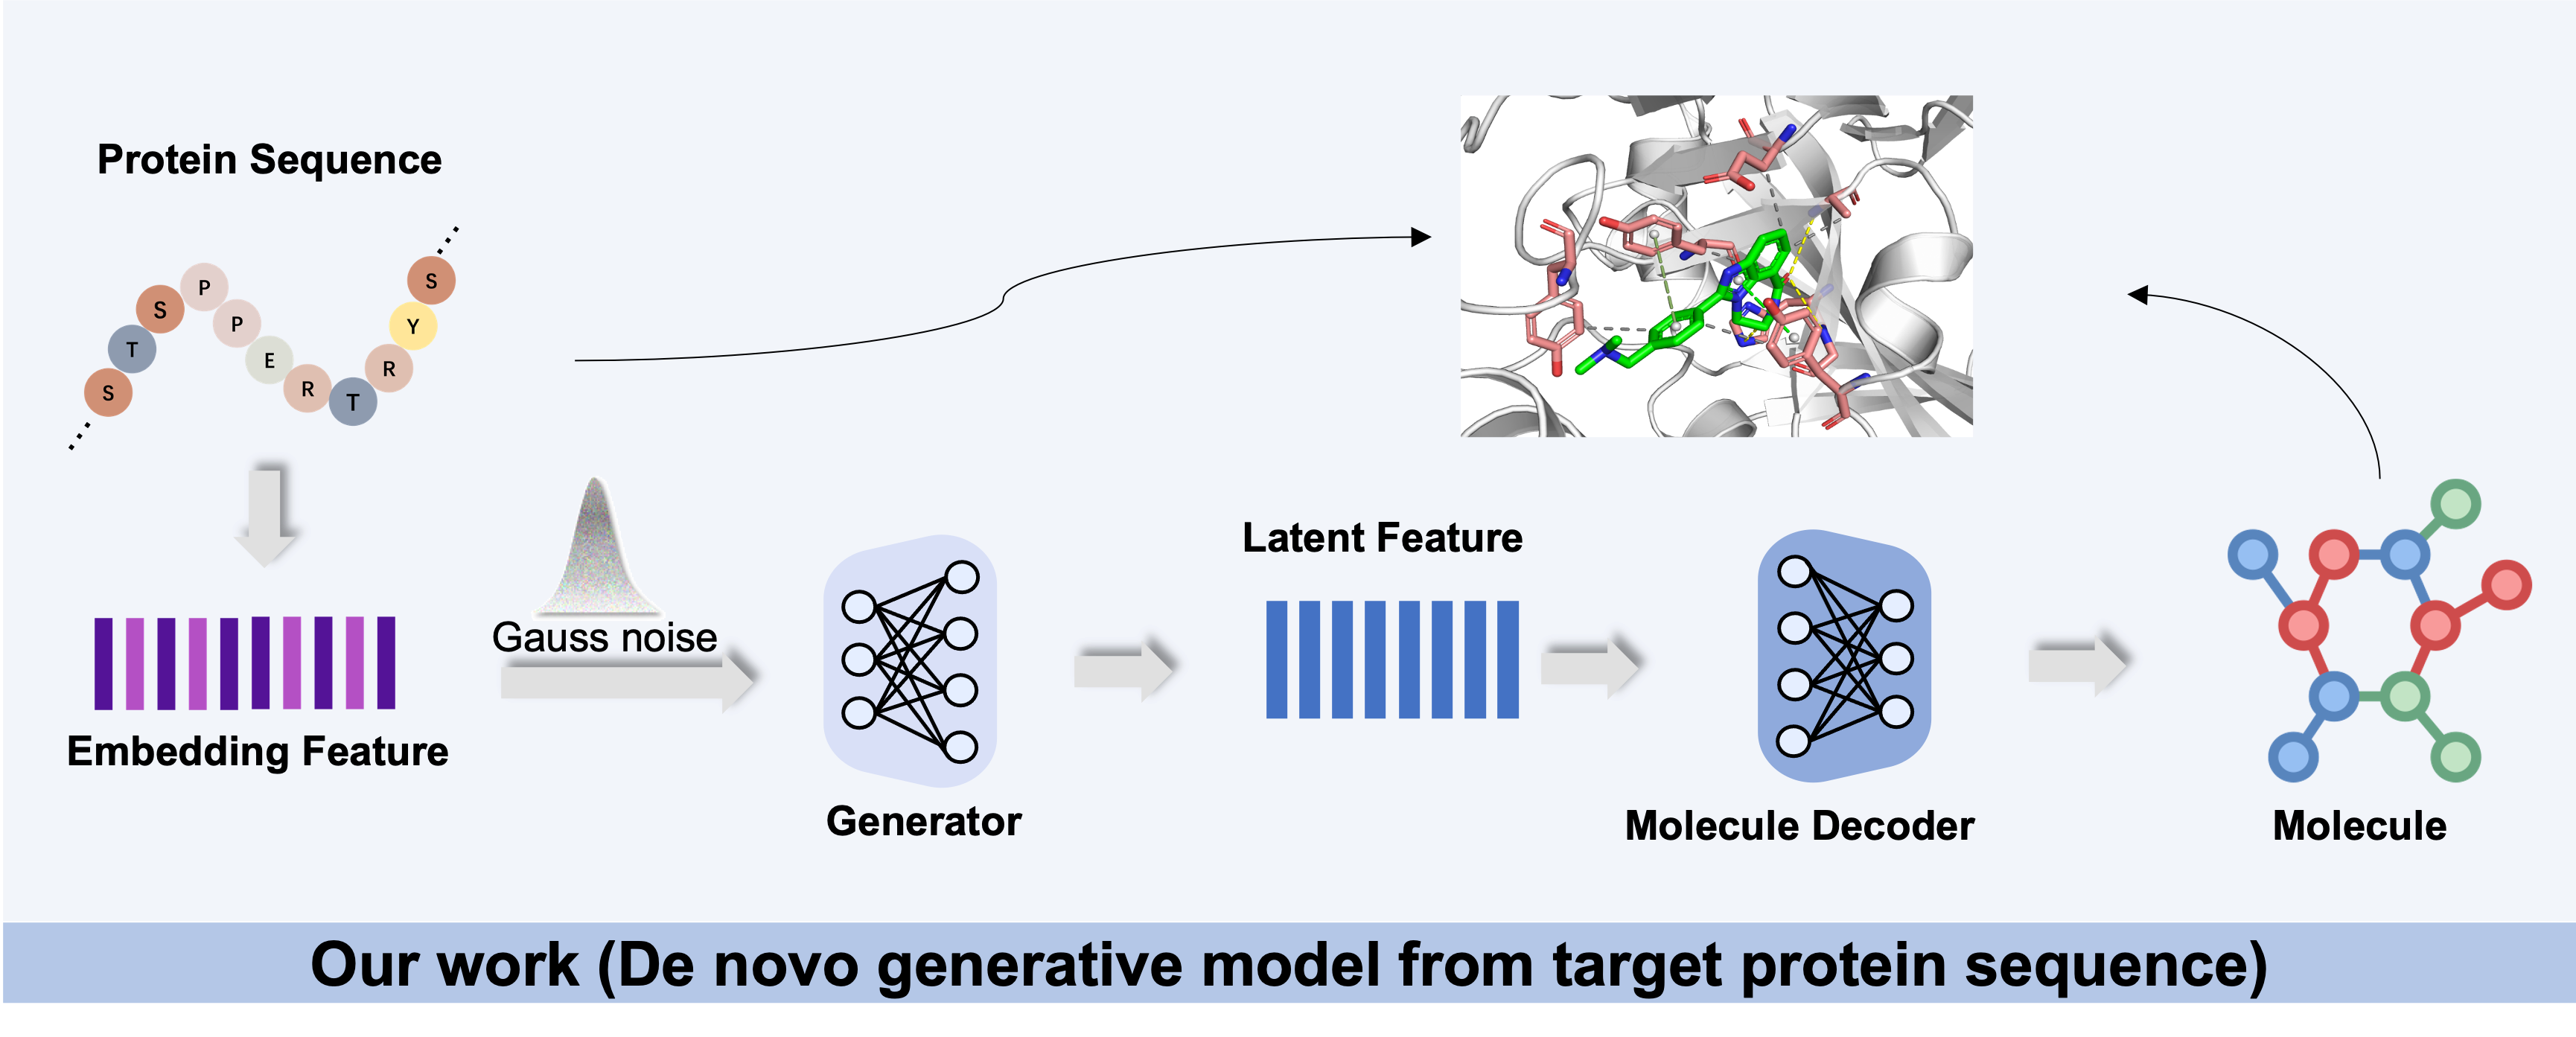 Protein Sequence
S T S P P E R T R Y S
Embedding Feature
Gauss noise
Generator
Latent Feature
Molecule Decoder
Molecule
Our work (De novo generative model from target protein sequence)